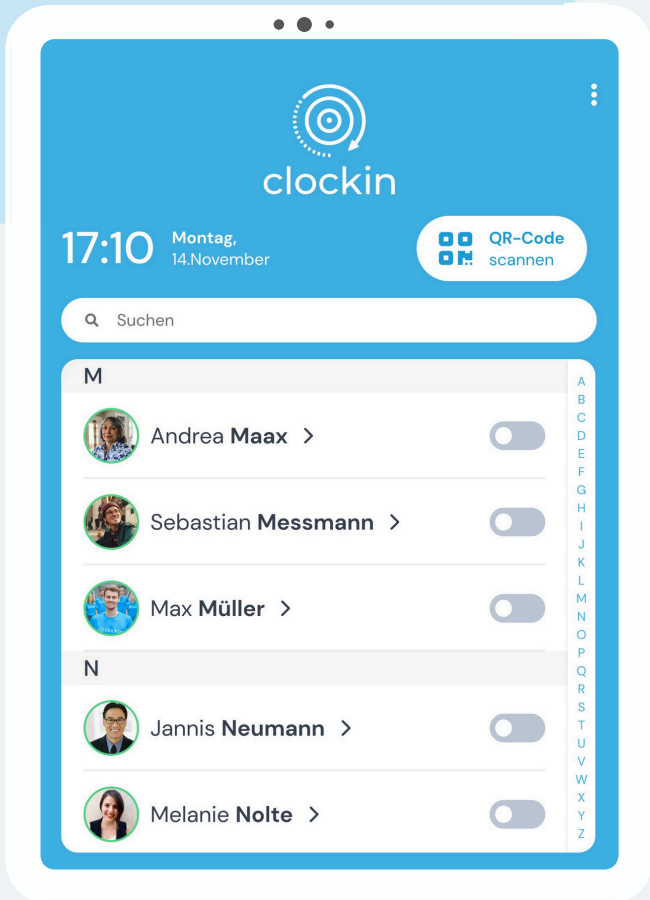 clockin
17:10
Montag,
14.November
QR-Code
scannen
Suchen
M
Andrea Maax
Sebastian Messmann
Max Müller
N
Jannis Neumann
Melanie Nolte
A
B
C
D
E
F
G
H
I
J
K
L
M
N
O
P
Q
R
S
T
U
V
W
X
Y
Z